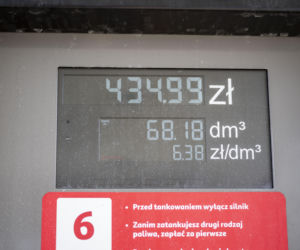 434.99 zł
68.18 dm³
6.38 zł/dm³
6
• Przed tankowaniem wyłącz silnik
• Zanim zatankujesz drugi rodzaj
paliwa, zapłać za pierwsze